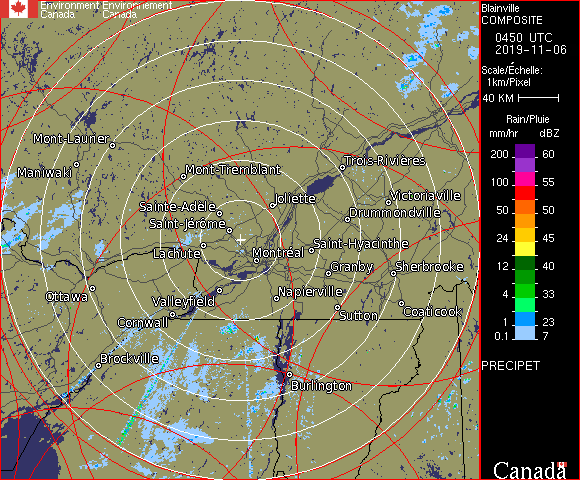 Environment Environnement
Canada Canada
Blainville
COMPOSITE
0450 UTC
2019-11-06
Scale/Échelle:
1km/Pixel
40 KM
Rain/Pluie
mm/hr dBZ
200 60
100 55
50 50
24 45
12 40
4 33
1 23
0.1 7
PRECIPET
Canada
Mont-Laurier
Maniwaki
Mont-Tremblant
Trois-Rivières
Sainte-Adèle
Joliette
Victoriaville
Saint-Jérôme
Drummondville
Lachute
Montréal
Saint-Hyacinthe
Granby
Sherbrooke
Ottawa
Valleyfield
Napierville
Coaticook
Cornwall
Sutton
Brockville
Burlington